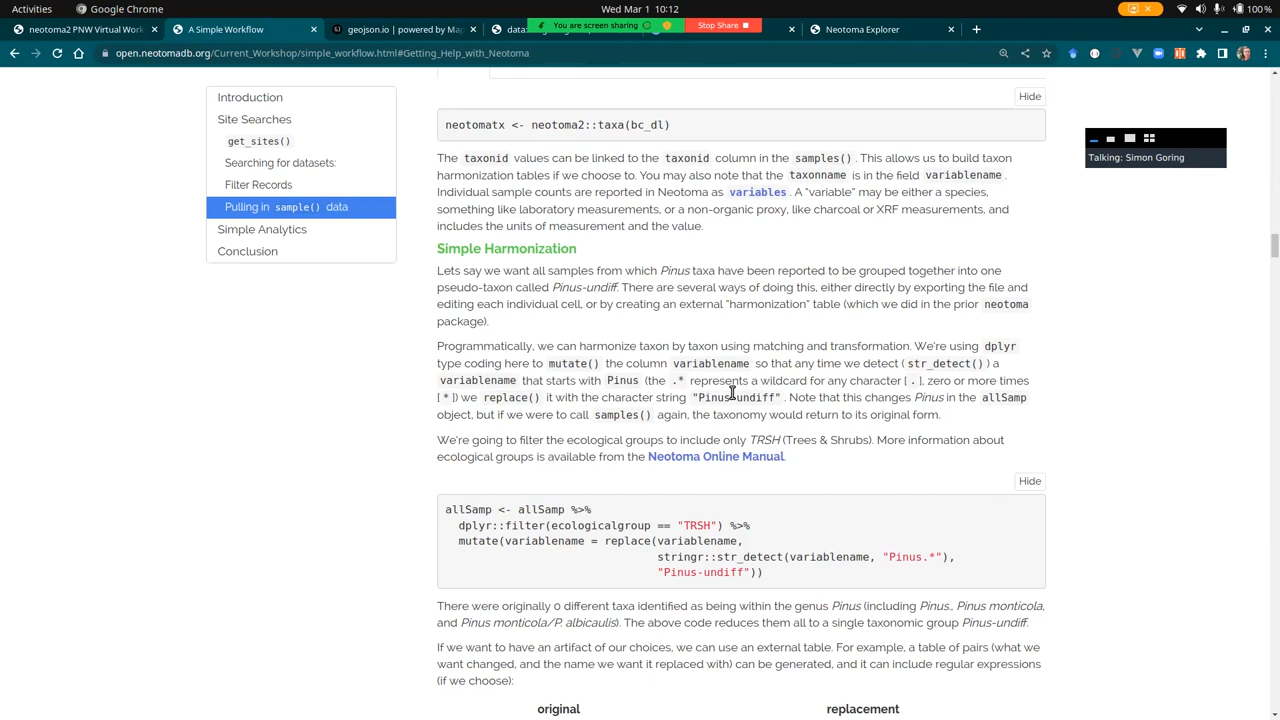 Activities Google Chrome Wed Mar 1 10:12 100 %
neotoma2 PNW Virtual Work A Simple Workflow geojson.io | powered by Ma You are screen sharing Stop Share Neotoma Explorer
open.neotomadb.org/Current_Workshop/simple_workflow.html#Getting_Help_with_Neotoma
Introduction
Site Searches
get_sites()
Searching for datasets:
Filter Records
Pulling in sample() data
Simple Analytics
Conclusion
Hide
neotomatx <- neotoma2::taxa(bc_dl)
Talking: Simon Goring
The taxonid values can be linked to the taxonid column in the samples() . This allows us to build taxon
harmonization tables if we choose to. You may also note that the taxonname is in the field variablename .
Individual sample counts are reported in Neotoma as variables . A “variable” may be either a species,
something like laboratory measurements, or a non-organic proxy, like charcoal or XRF measurements, and
includes the units of measurement and the value.
Simple Harmonization
Lets say we want all samples from which Pinus taxa have been reported to be grouped together into one
pseudo-taxon called Pinus-undiff. There are several ways of doing this, either directly by exporting the file and
editing each individual cell, or by creating an external “harmonization” table (which we did in the prior neotoma
package).
Programmatically, we can harmonize taxon by taxon using matching and transformation. We’re using dplyr
type coding here to mutate() the column variablename so that any time we detect ( str_detect() ) a
variablename that starts with Pinus (the .* represents a wildcard for any character [ . ], zero or more times
[ * ]) we replace() it with the character string "Pinus-undiff" . Note that this changes Pinus in the allSamp
object, but if we were to call samples() again, the taxonomy would return to its original form.
We’re going to filter the ecological groups to include only TRSH (Trees & Shrubs). More information about
ecological groups is available from the Neotoma Online Manual.
Hide
allSamp <- allSamp %>%
dplyr::filter(ecologicalgroup == "TRSH") %>%
mutate(variablename = replace(variablename,
stringr::str_detect(variablename, "Pinus.*"),
"Pinus-undiff"))
There were originally 0 different taxa identified as being within the genus Pinus (including Pinus., Pinus monticola,
and Pinus monticola/P. albicaulis). The above code reduces them all to a single taxonomic group Pinus-undiff.
If we want to have an artifact of our choices, we can use an external table. For example, a table of pairs (what we
want changed, and the name we want it replaced with) can be generated, and it can include regular expressions
(if we choose):
original replacement